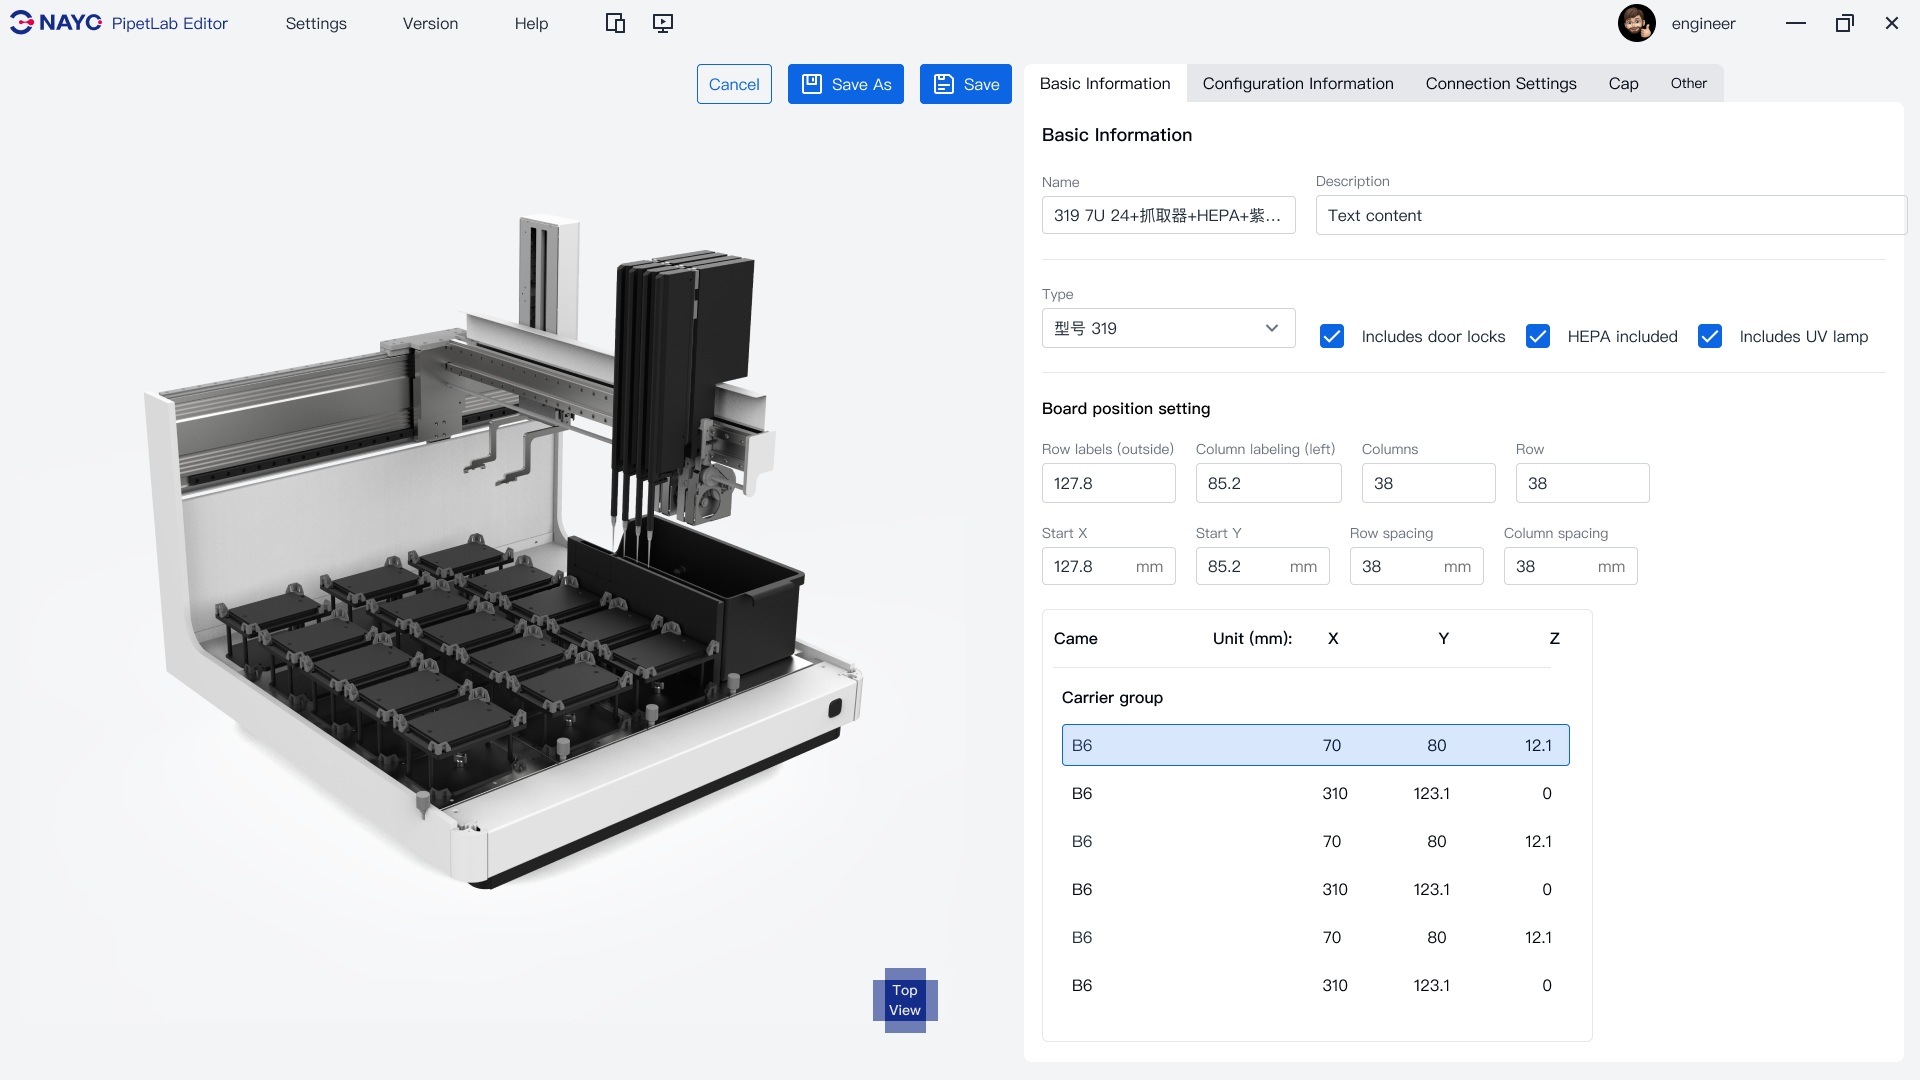 NAYO PipetLab Editor Settings Version Help engineer
Cancel Save As Save
Basic Information Configuration Information Connection Settings Cap Other
Basic Information
Name Description
319 7U 24+抓取器+HEPA+紫... Text content
Type
型号 319 Includes door locks HEPA included Includes UV lamp
Board position setting
Row labels (outside) Column labeling (left) Columns Row
127.8 85.2 38 38
Start X Start Y Row spacing Column spacing
127.8 mm 85.2 mm 38 mm 38 mm
Came Unit (mm): X Y Z
Carrier group
B6 70 80 12.1
B6 310 123.1 0
B6 70 80 12.1
B6 310 123.1 0
B6 70 80 12.1
B6 310 123.1 0
Top
View